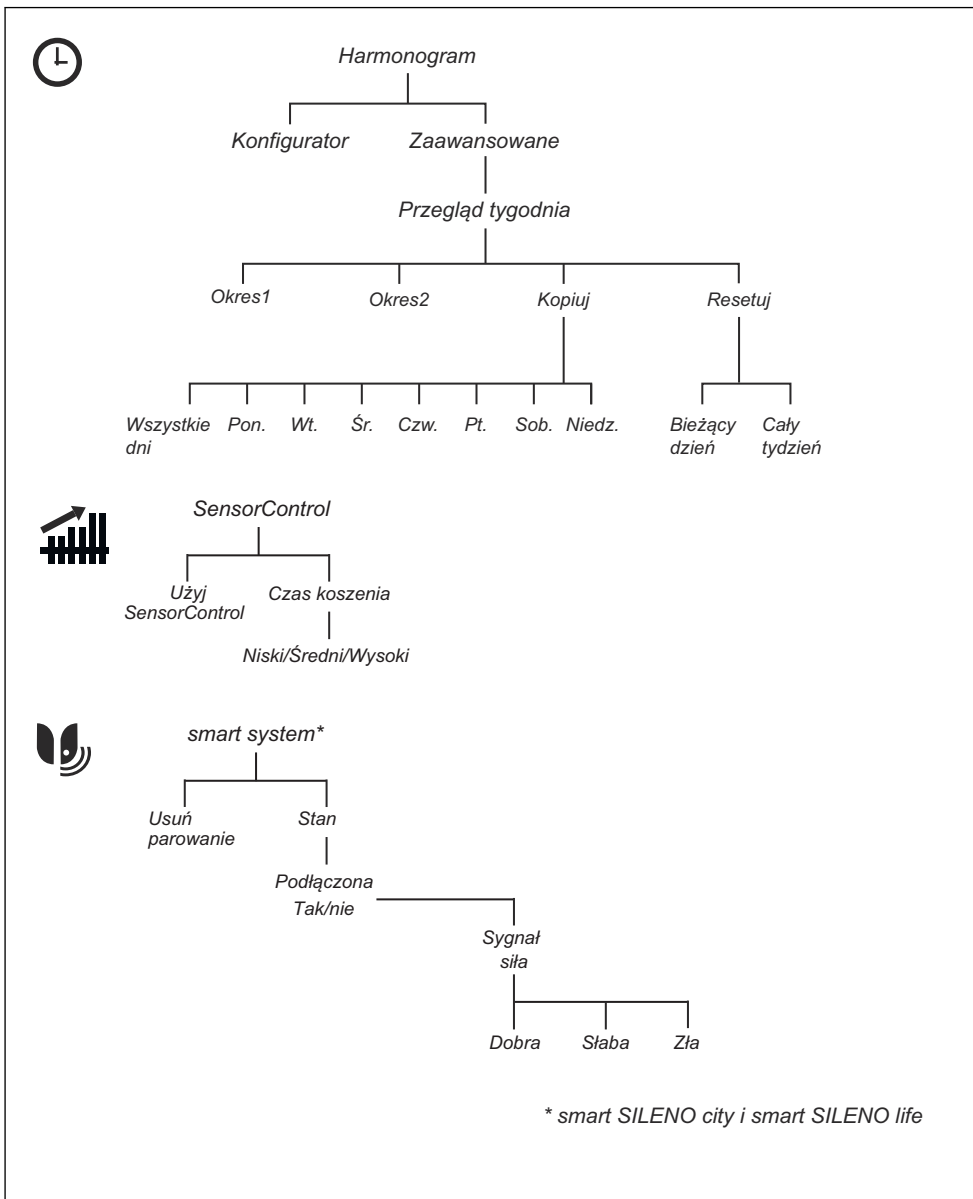 Harmonogram
Konfigurator Zaawansowane
Przegląd tygodnia
Okres1 Okres2 Kopiuj Resetuj
Wszystkie dni Pon. Wt. Śr. Czw. Pt. Sob. Niedz. Bieżący dzień Cały tydzień
SensorControl
Użyj SensorControl Czas koszenia
Niski/Średni/Wysoki
smart system*
Usuń parowanie Stan
Podłączona
Tak/nie
Sygnał
siła
Dobra Słaba Zła
* smart SILENO city i smart SILENO life